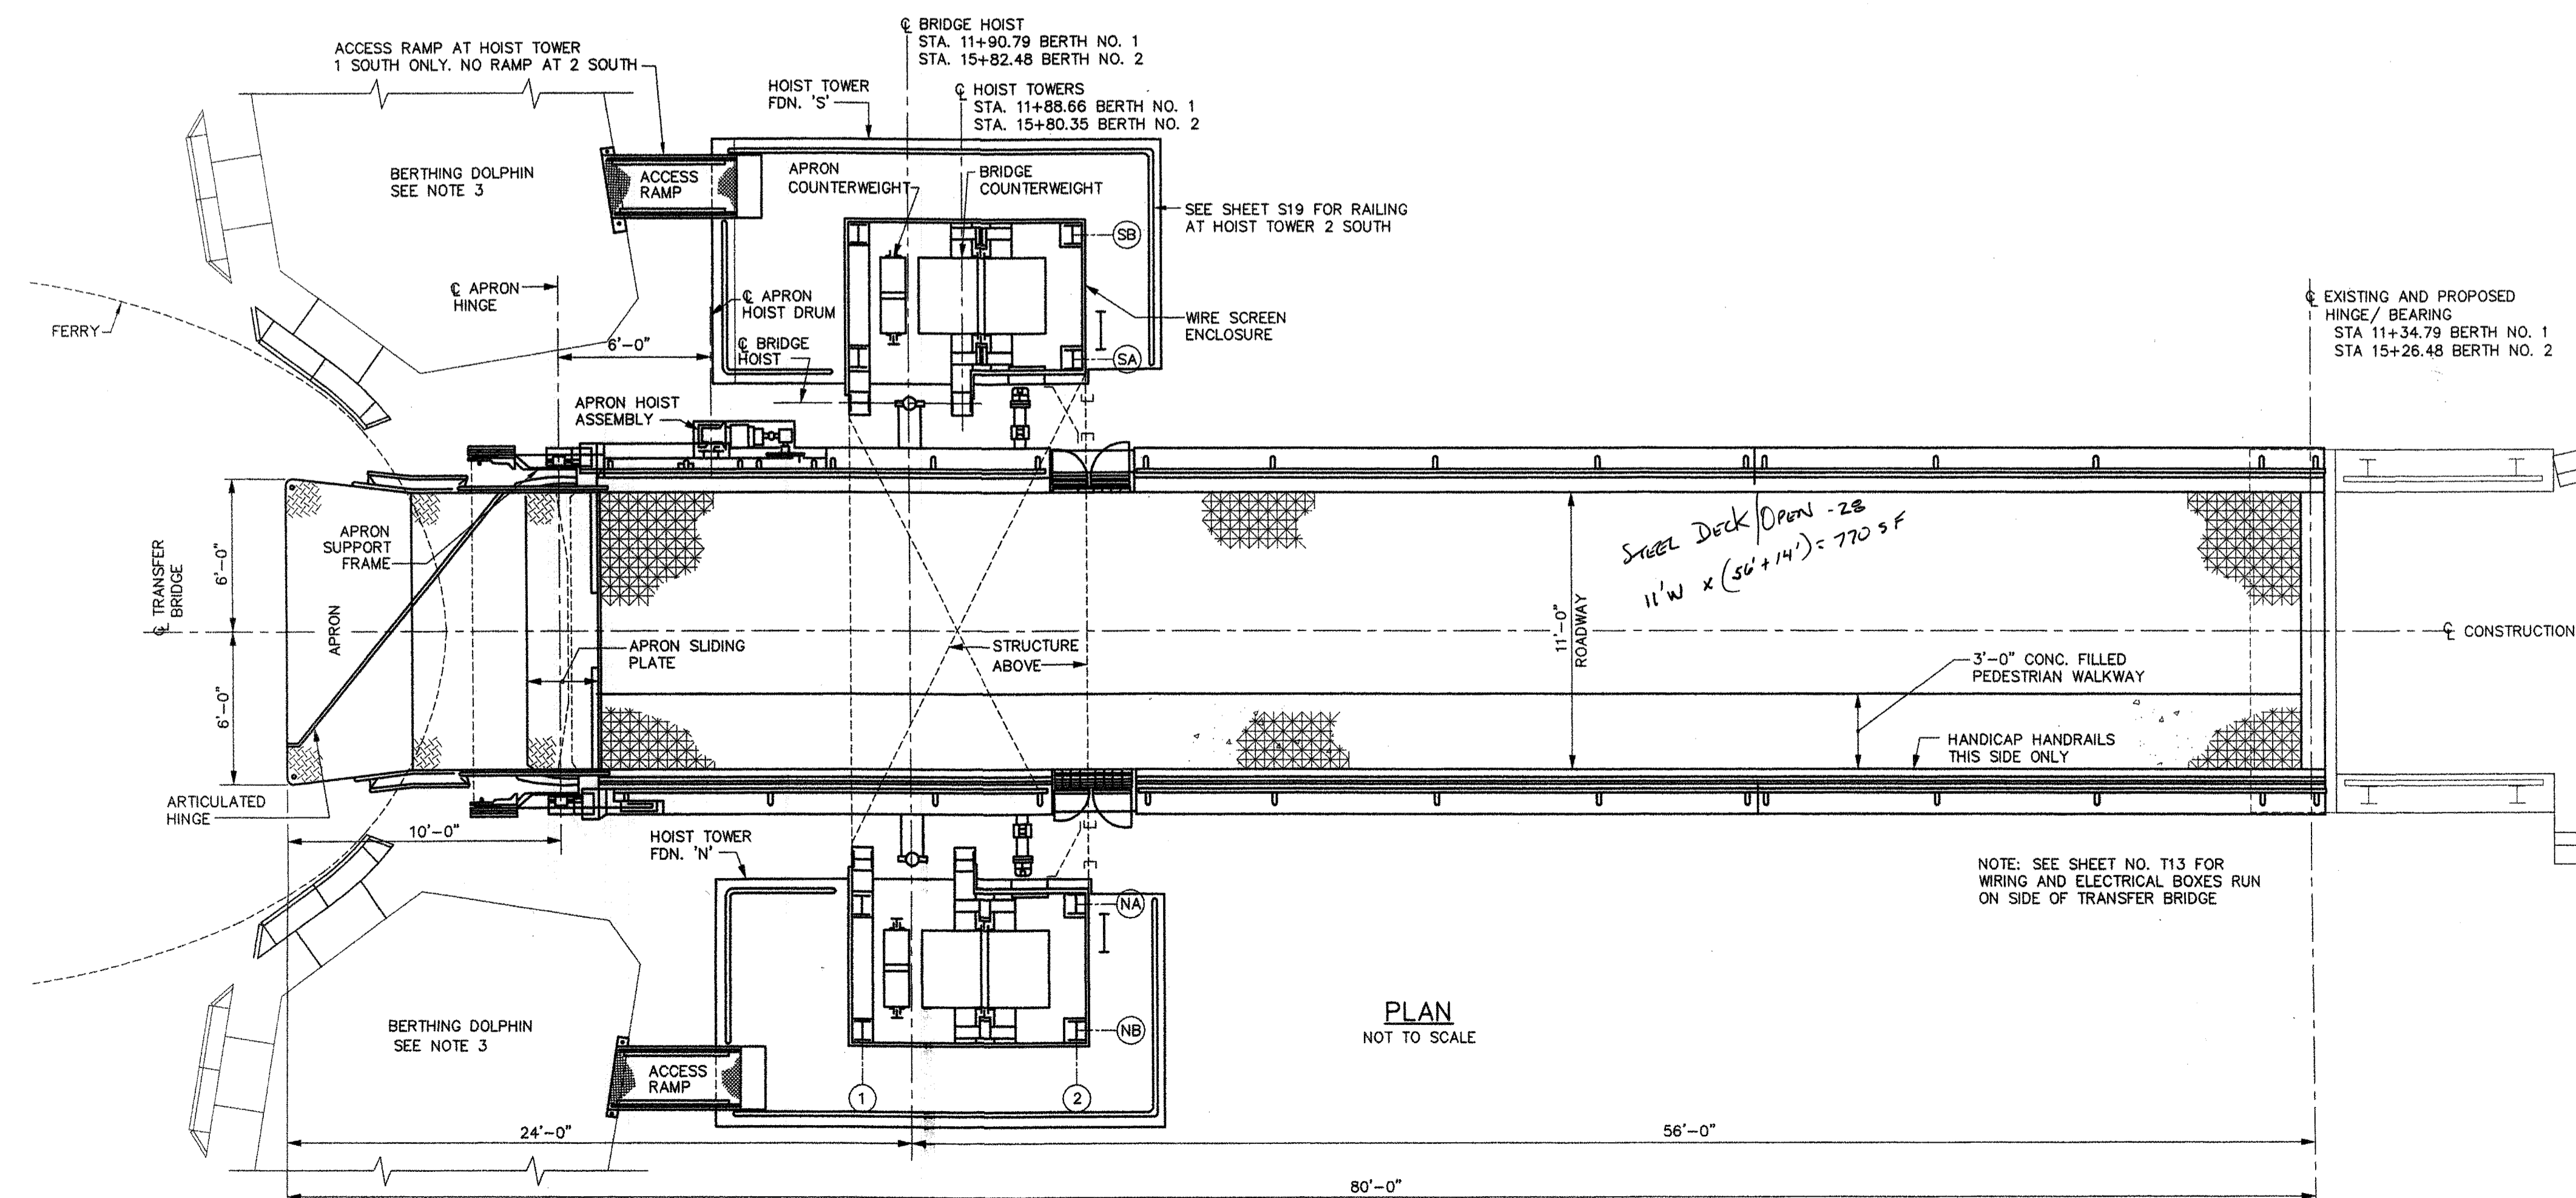 ACCESS RAMP AT HOIST TOWER
1 SOUTH ONLY. NO RAMP AT 2 SOUTH
℄ BRIDGE HOIST
STA. 11+90.79 BERTH NO. 1
STA. 15+82.48 BERTH NO. 2
HOIST TOWER
FDN. 'S'
℄ HOIST TOWERS
STA. 11+88.66 BERTH NO. 1
STA. 15+80.35 BERTH NO. 2
BERTHING DOLPHIN
SEE NOTE 3
ACCESS
RAMP
APRON
COUNTERWEIGHT
BRIDGE
COUNTERWEIGHT
SEE SHEET S19 FOR RAILING
AT HOIST TOWER 2 SOUTH
SB
℄ APRON
HINGE
℄ APRON
HOIST DRUM
FERRY
WIRE SCREEN
ENCLOSURE
℄ EXISTING AND PROPOSED
HINGE/ BEARING
STA 11+34.79 BERTH NO. 1
STA 15+26.48 BERTH NO. 2
6'-0"
℄ BRIDGE
HOIST
SA
APRON HOIST
ASSEMBLY
STEEL DECK/OPEN -28
11'W x (56'+14') = 770 SF
APRON
SUPPORT
FRAME
℄ TRANSFER
BRIDGE
6'-0"
6'-0"
APRON
APRON SLIDING
PLATE
STRUCTURE
ABOVE
11'-0"
ROADWAY
℄ CONSTRUCTION
3'-0" CONC. FILLED
PEDESTRIAN WALKWAY
HANDICAP HANDRAILS
THIS SIDE ONLY
ARTICULATED
HINGE
10'-0"
HOIST TOWER
FDN. 'N'
NOTE: SEE SHEET NO. T13 FOR
WIRING AND ELECTRICAL BOXES RUN
ON SIDE OF TRANSFER BRIDGE
NA
BERTHING DOLPHIN
SEE NOTE 3
NB
PLAN
NOT TO SCALE
ACCESS
RAMP
1
2
24'-0"
56'-0"
80'-0"